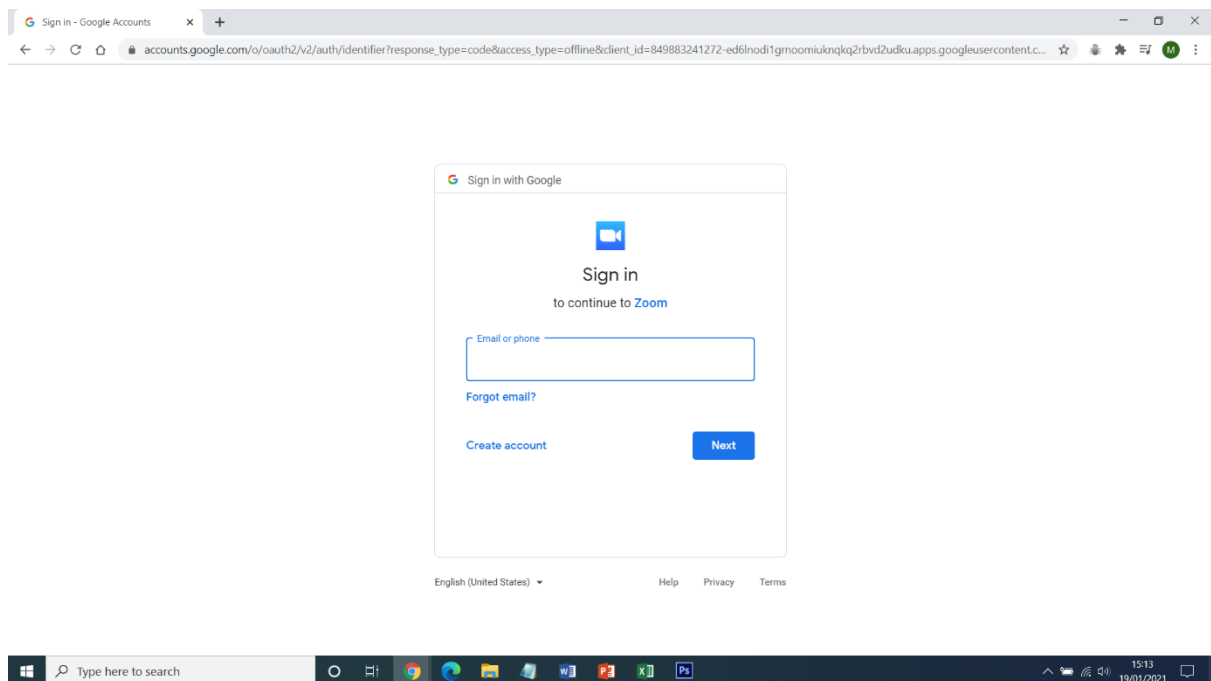 Sign in - Google Accounts
accounts.google.com/o/oauth2/v2/auth/identifier?response_type=code&access_type=offline&client_id=849883241272-ed6lnodi1grnoomiuknqkq2rbvd2udku.apps.googleusercontent.c...
M
Sign in with Google
Sign in
to continue to Zoom
Email or phone
Forgot email?
Create account Next
English (United States) Help Privacy Terms
Type here to search
15:13
19/01/2021